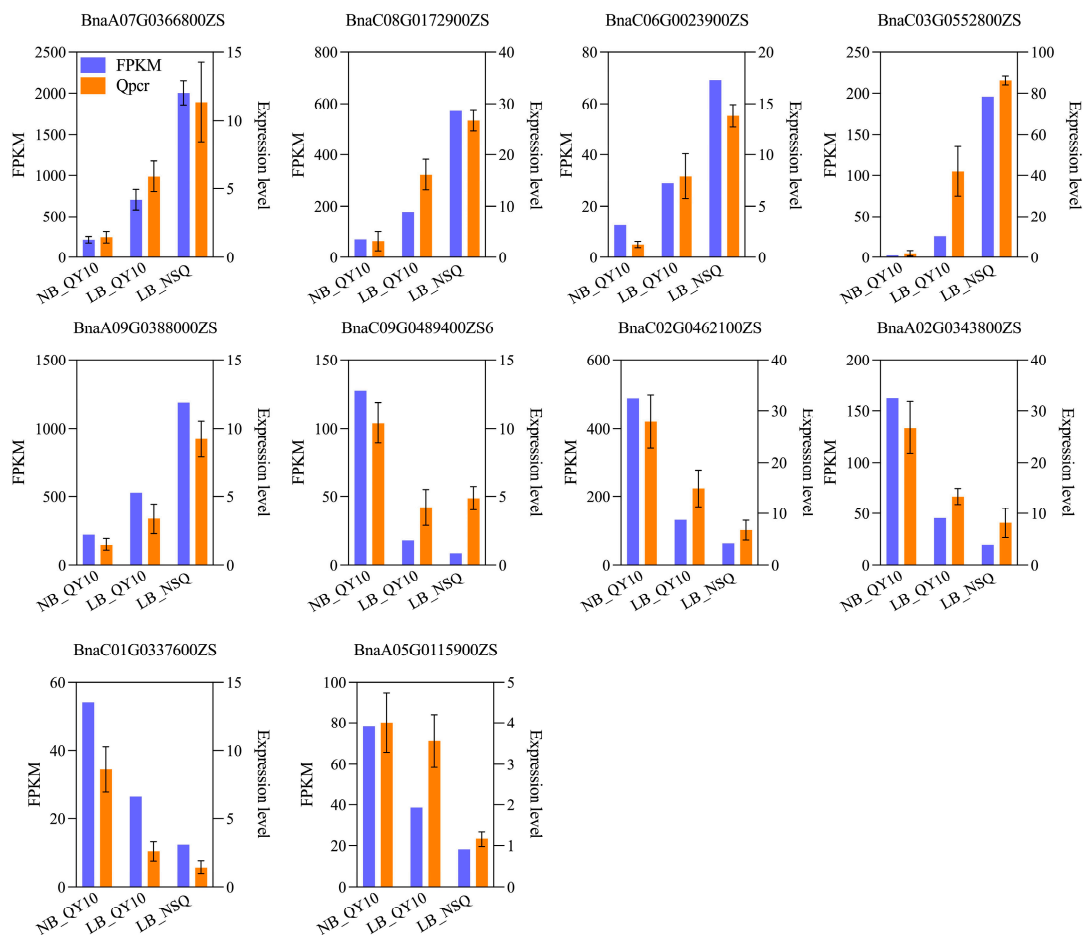 BnaA07G0366800ZS
BnaC08G0172900ZS
BnaC06G0023900ZS
BnaC03G0552800ZS
FPKM
2500
2000
1500
1000
500
0
FPKM
Qpcr
15
10
5
0
Expression level
NB_QY10
LB_QY10
LB_NSQ
FPKM
800
600
400
200
0
40
30
20
10
0
Expression level
NB_QY10
LB_QY10
LB_NSQ
FPKM
80
60
40
20
0
20
15
10
5
0
Expression level
NB_QY10
LB_QY10
LB_NSQ
FPKM
250
200
150
100
50
0
100
80
60
40
20
0
Expression level
NB_QY10
LB_QY10
LB_NSQ
BnaA09G0388000ZS
BnaC09G0489400ZS6
BnaC02G0462100ZS
BnaA02G0343800ZS
FPKM
1500
1000
500
0
15
10
5
0
Expression level
NB_QY10
LB_QY10
LB_NSQ
FPKM
150
100
50
0
15
10
5
0
Expression level
NB_QY10
LB_QY10
LB_NSQ
FPKM
600
400
200
0
40
30
20
10
0
Expression level
NB_QY10
LB_QY10
LB_NSQ
FPKM
200
150
100
50
0
40
30
20
10
0
Expression level
NB_QY10
LB_QY10
LB_NSQ
BnaC01G0337600ZS
BnaA05G0115900ZS
FPKM
60
40
20
0
15
10
5
0
Expression level
NB_QY10
LB_QY10
LB_NSQ
FPKM
100
80
60
40
20
0
5
4
3
2
1
0
Expression level
NB_QY10
LB_QY10
LB_NSQ